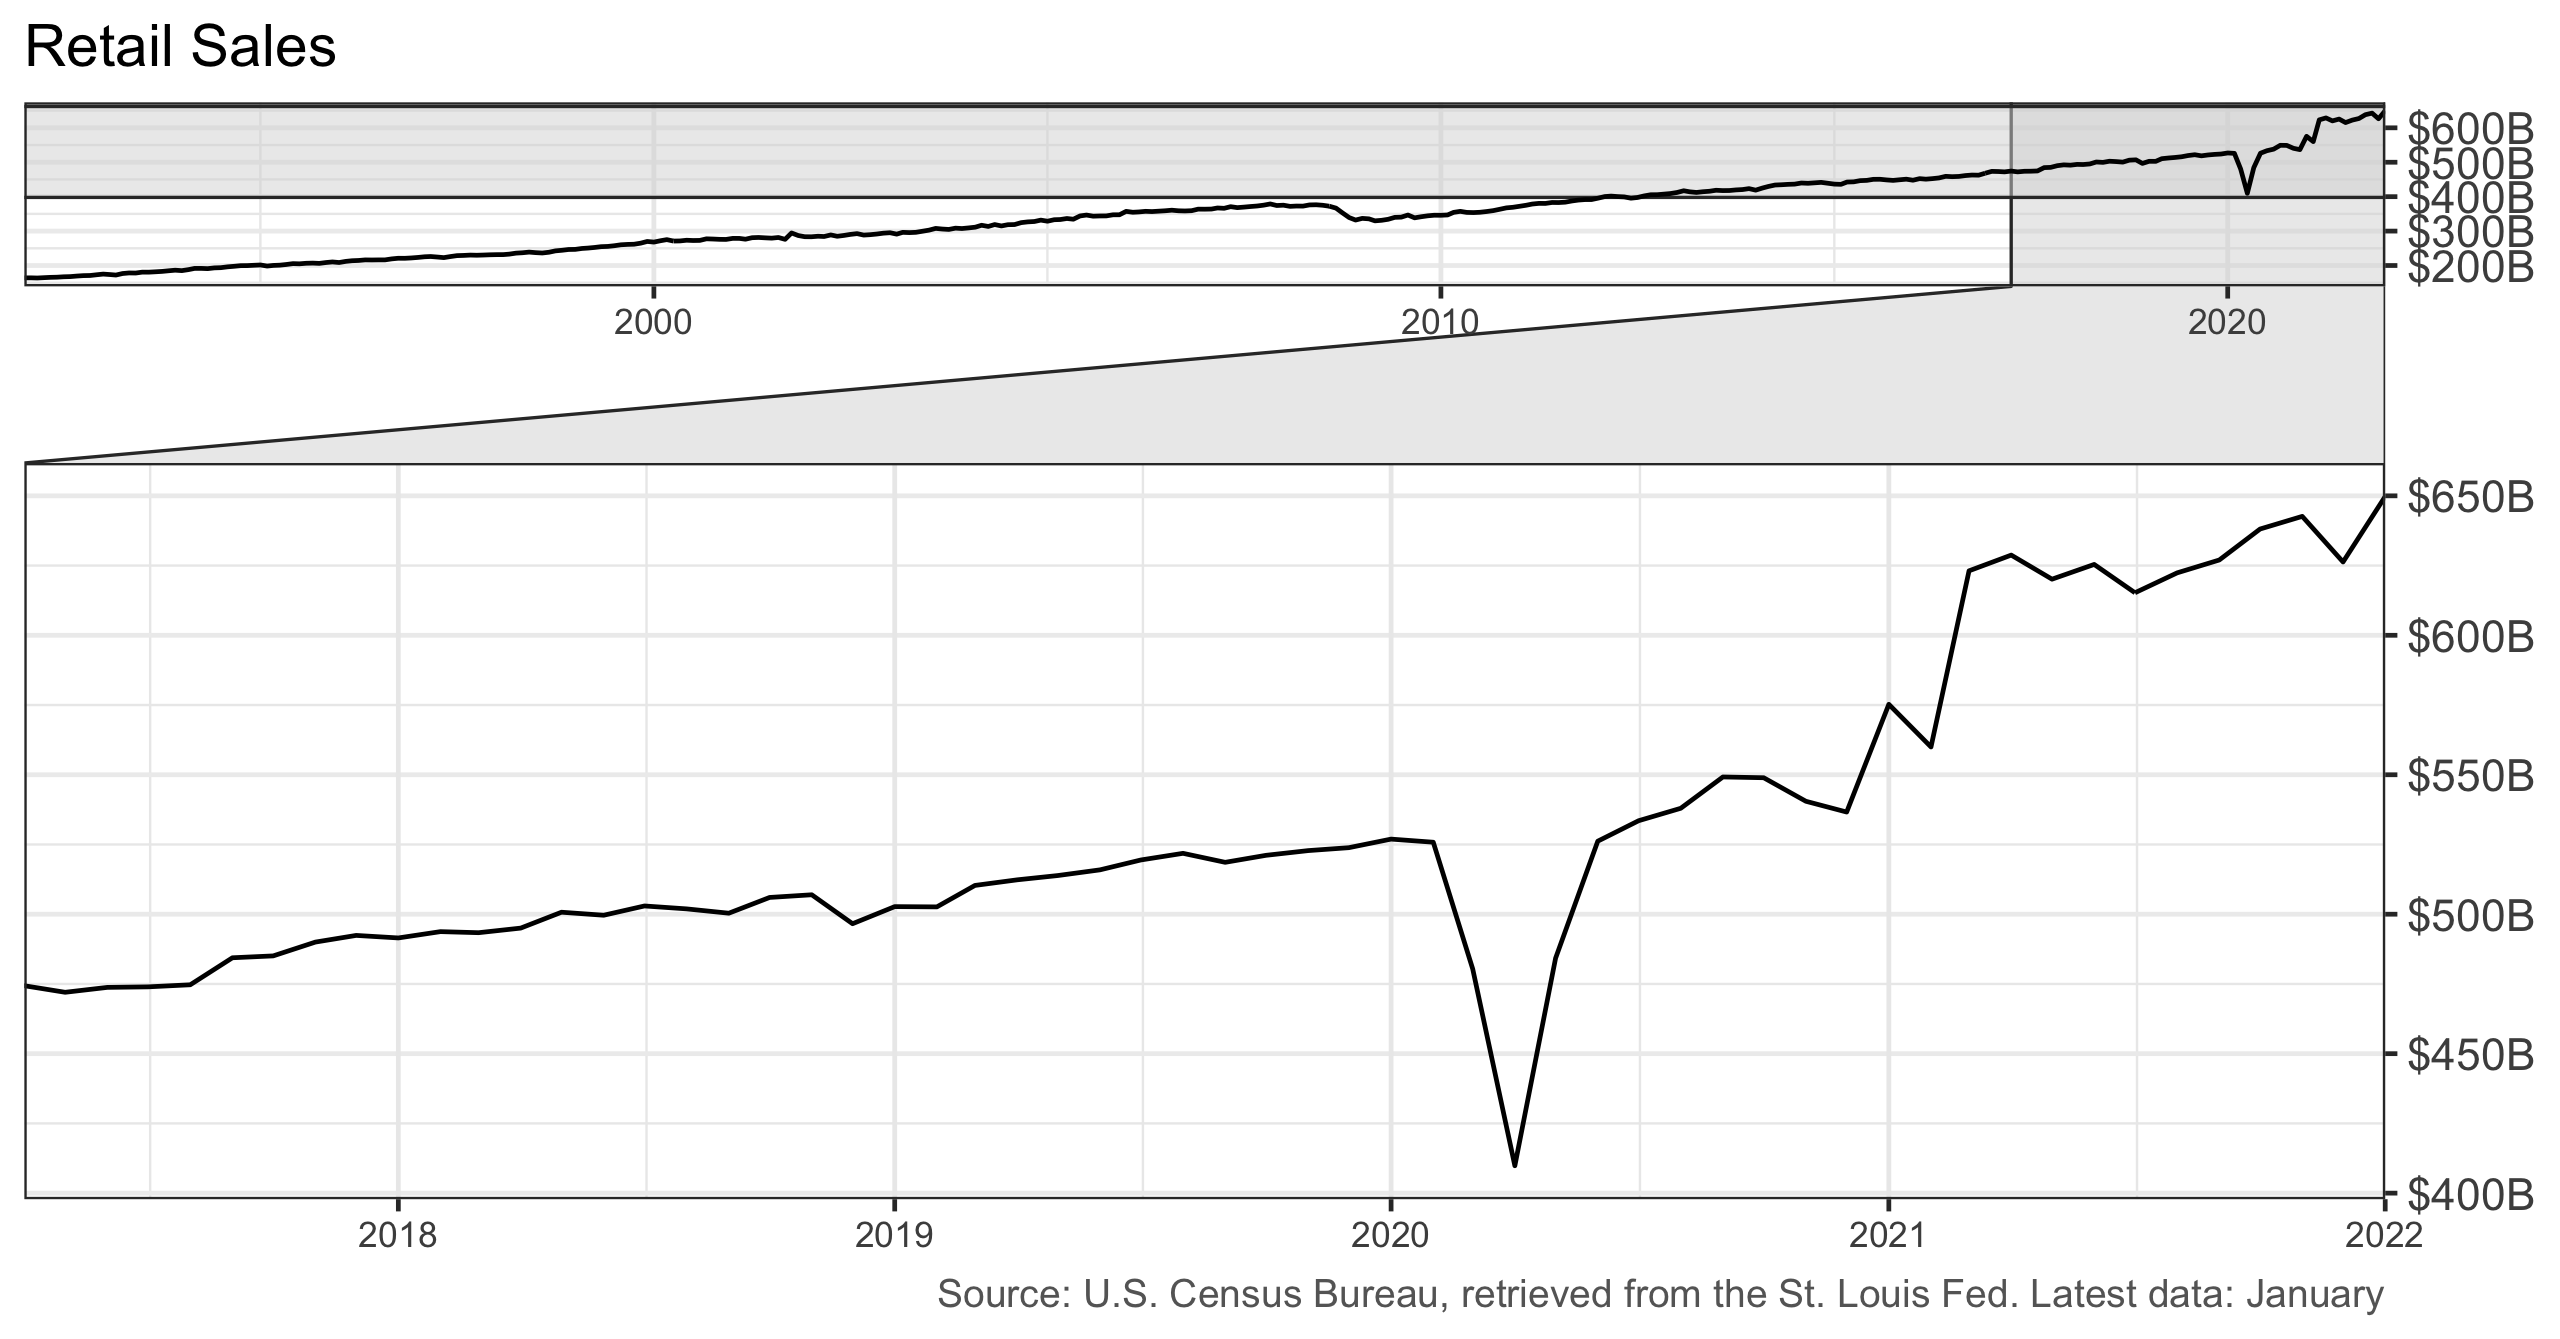 Retail Sales
$600B
$500B
$400B
$300B
$200B
2000 2010 2020
$650B
$600B
$550B
$500B
$450B
$400B
2018 2019 2020 2021 2022
Source: U.S. Census Bureau, retrieved from the St. Louis Fed. Latest data: January